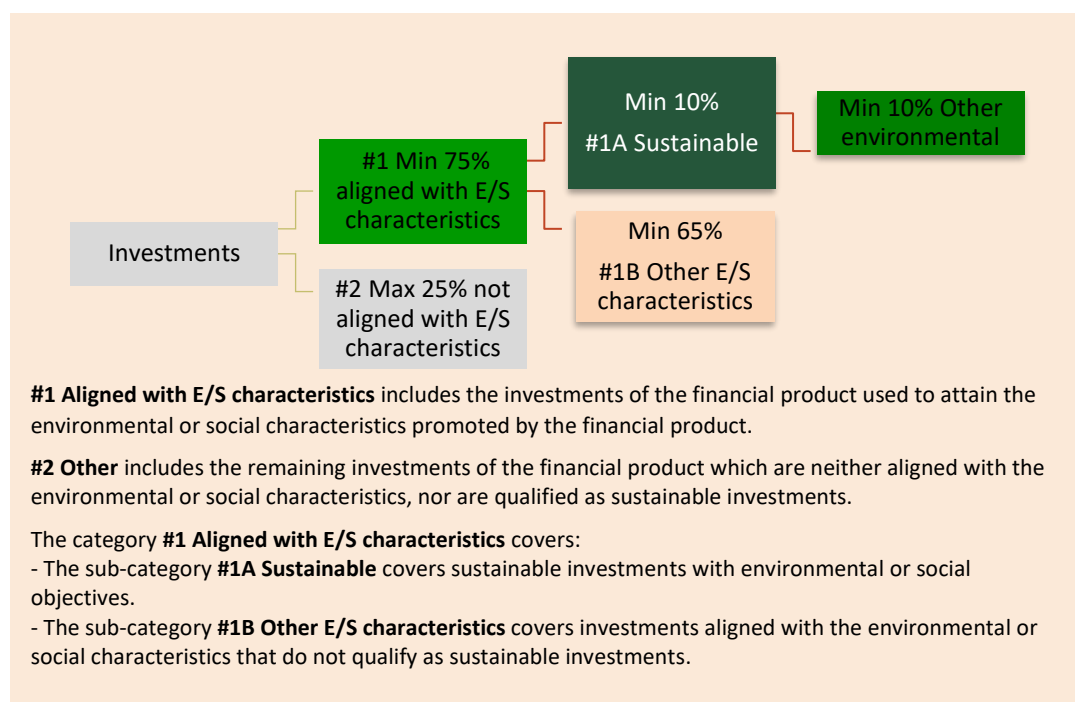 Investments
#1 Min 75%
aligned with E/S
characteristics
#2 Max 25% not
aligned with E/S
characteristics
Min 10%
#1A Sustainable
Min 65%
#1B Other E/S
characteristics
Min 10% Other
environmental
#1 Aligned with E/S characteristics includes the investments of the financial product used to attain the
environmental or social characteristics promoted by the financial product.
#2 Other includes the remaining investments of the financial product which are neither aligned with the
environmental or social characteristics, nor are qualified as sustainable investments.
The category #1 Aligned with E/S characteristics covers:
- The sub-category #1A Sustainable covers sustainable investments with environmental or social
objectives.
- The sub-category #1B Other E/S characteristics covers investments aligned with the environmental or
social characteristics that do not qualify as sustainable investments.